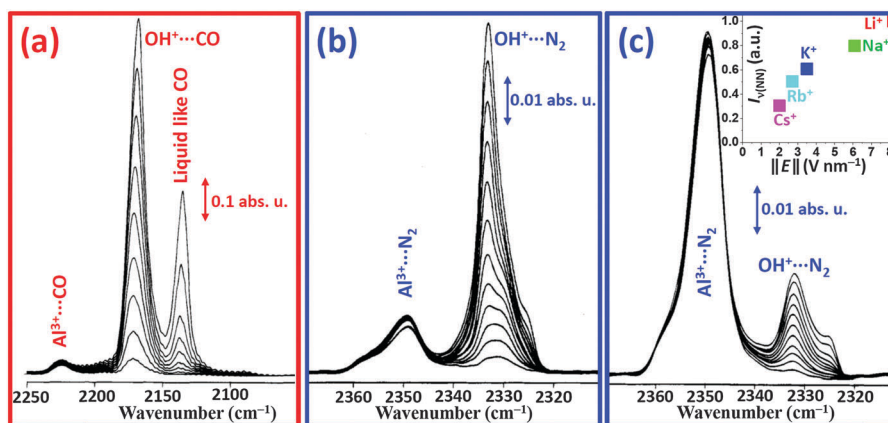 (a)
OH⁺···CO
Liquid like CO
0.1 abs. u.
Al³⁺···CO
2250 2200 2150 2100
Wavenumber (cm⁻¹)
(b)
OH⁺···N₂
0.01 abs. u.
Al³⁺···N₂
2360 2350 2340 2330 2320
Wavenumber (cm⁻¹)
(c)
1.0
0.8
0.6
0.4
0.2
0.0
I ν(NN) (a.u.)
Li⁺
Na⁺
K⁺
Rb⁺
Cs⁺
0 1 2 3 4 5 6 7 8
‖E‖ (V nm⁻¹)
0.01 abs. u.
Al³⁺···N₂
OH⁺···N₂
2360 2350 2340 2330 2320
Wavenumber (cm⁻¹)